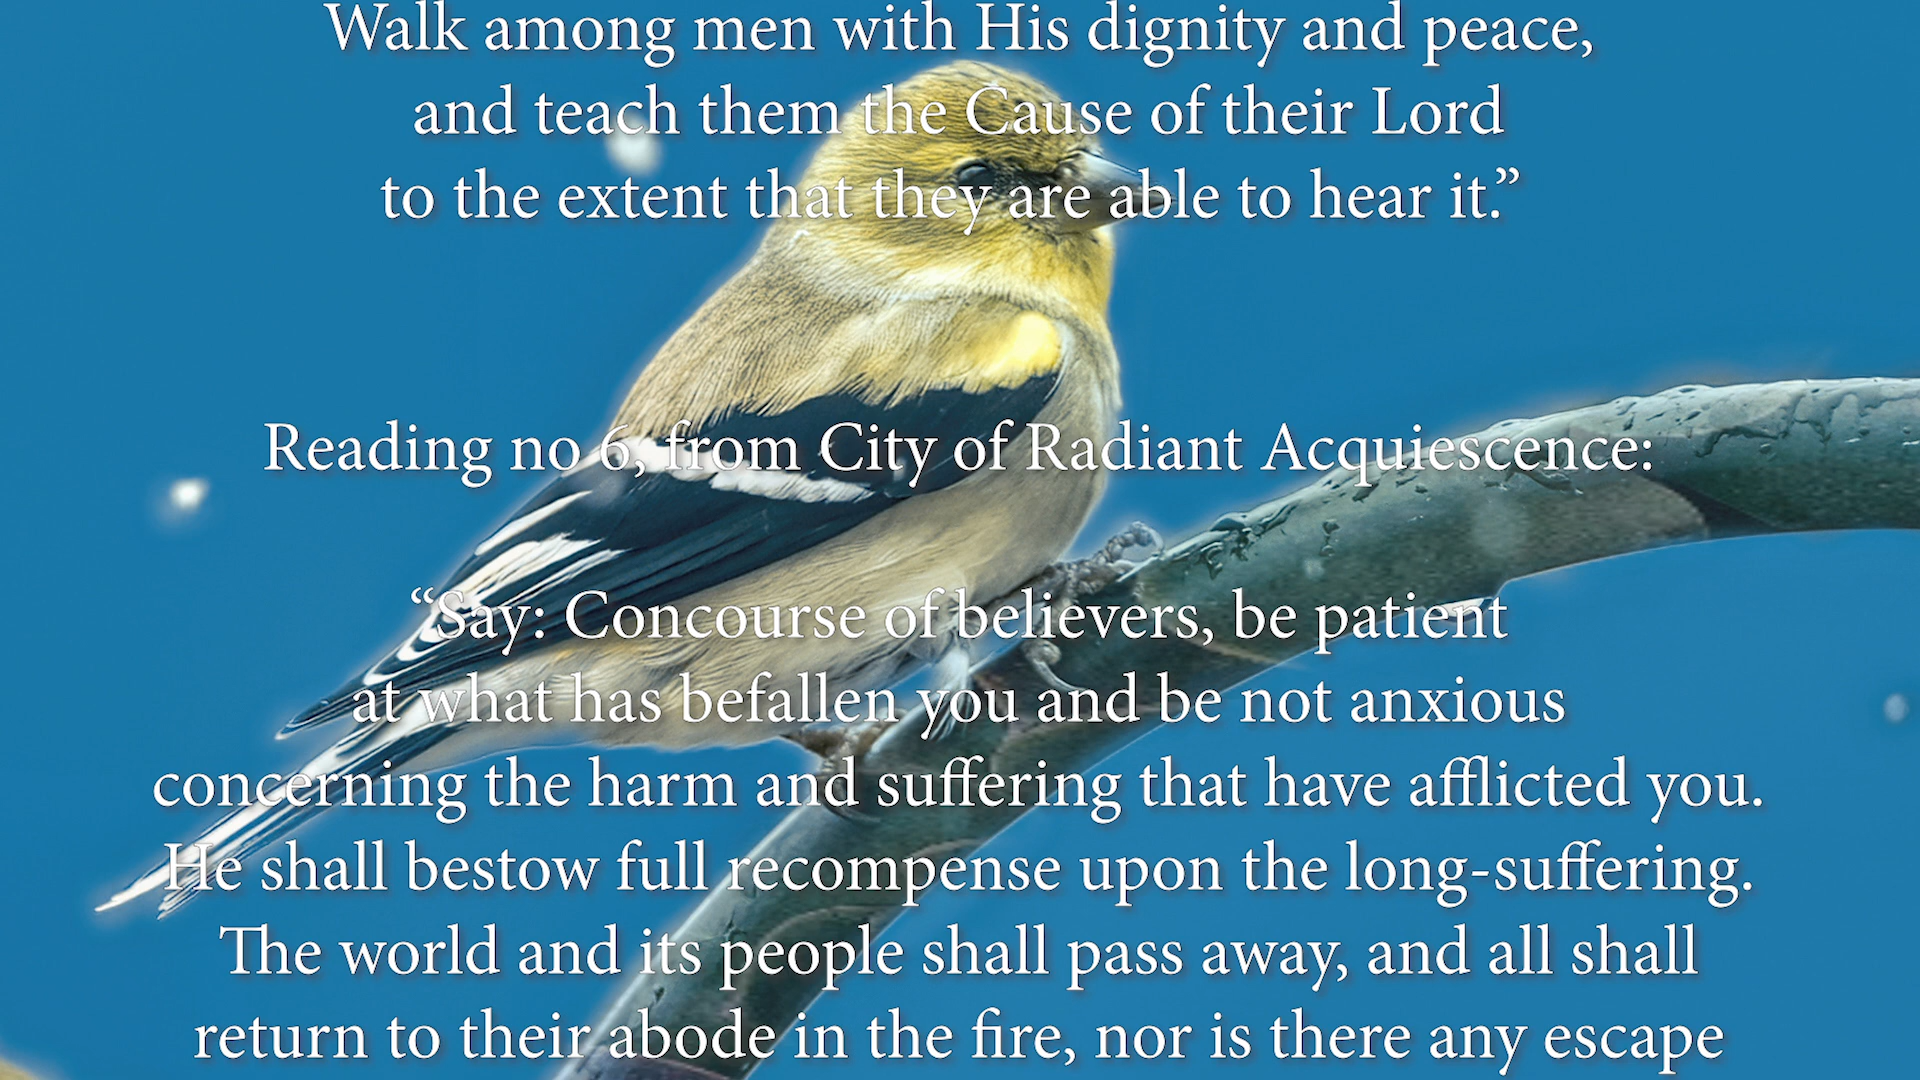 Walk among men with His dignity and peace,
and teach them the Cause of their Lord
to the extent that they are able to hear it.”
Reading no 6, from City of Radiant Acquiescence:
“Say: Concourse of believers, be patient
at what has befallen you and be not anxious
concerning the harm and suffering that have afflicted you.
He shall bestow full recompense upon the long-suffering.
The world and its people shall pass away, and all shall
return to their abode in the fire, nor is there any escape